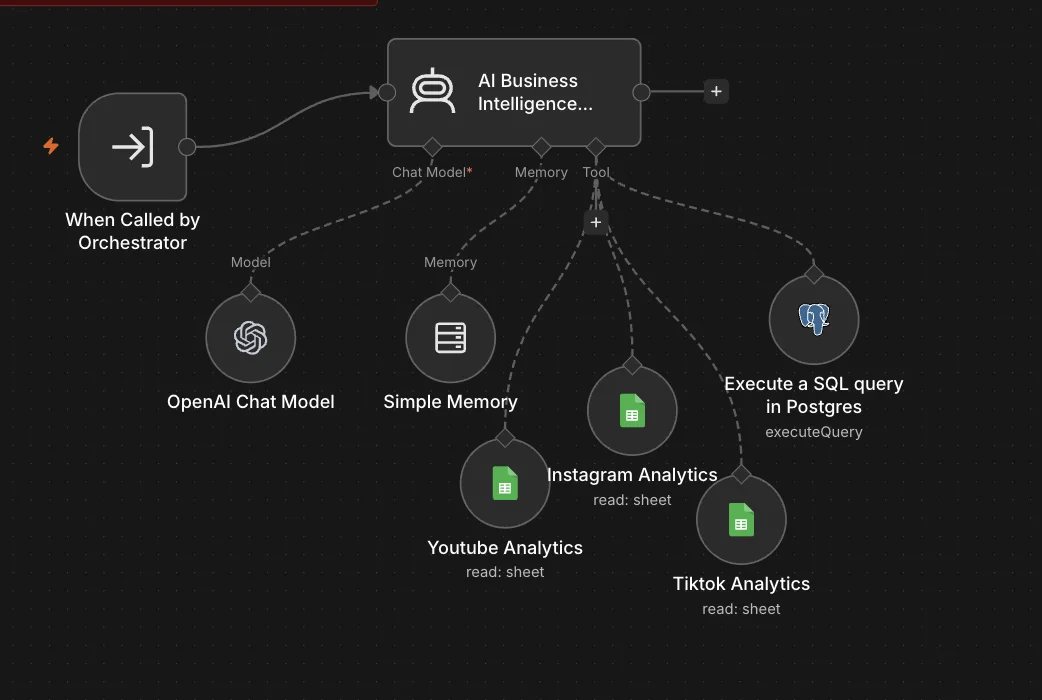 AI Business
Intelligence...
Chat Model*
Memory
Tool
When Called by
Orchestrator
Model
Memory
OpenAI Chat Model
Simple Memory
Execute a SQL query
in Postgres
executeQuery
Instagram Analytics
read: sheet
Youtube Analytics
read: sheet
Tiktok Analytics
read: sheet